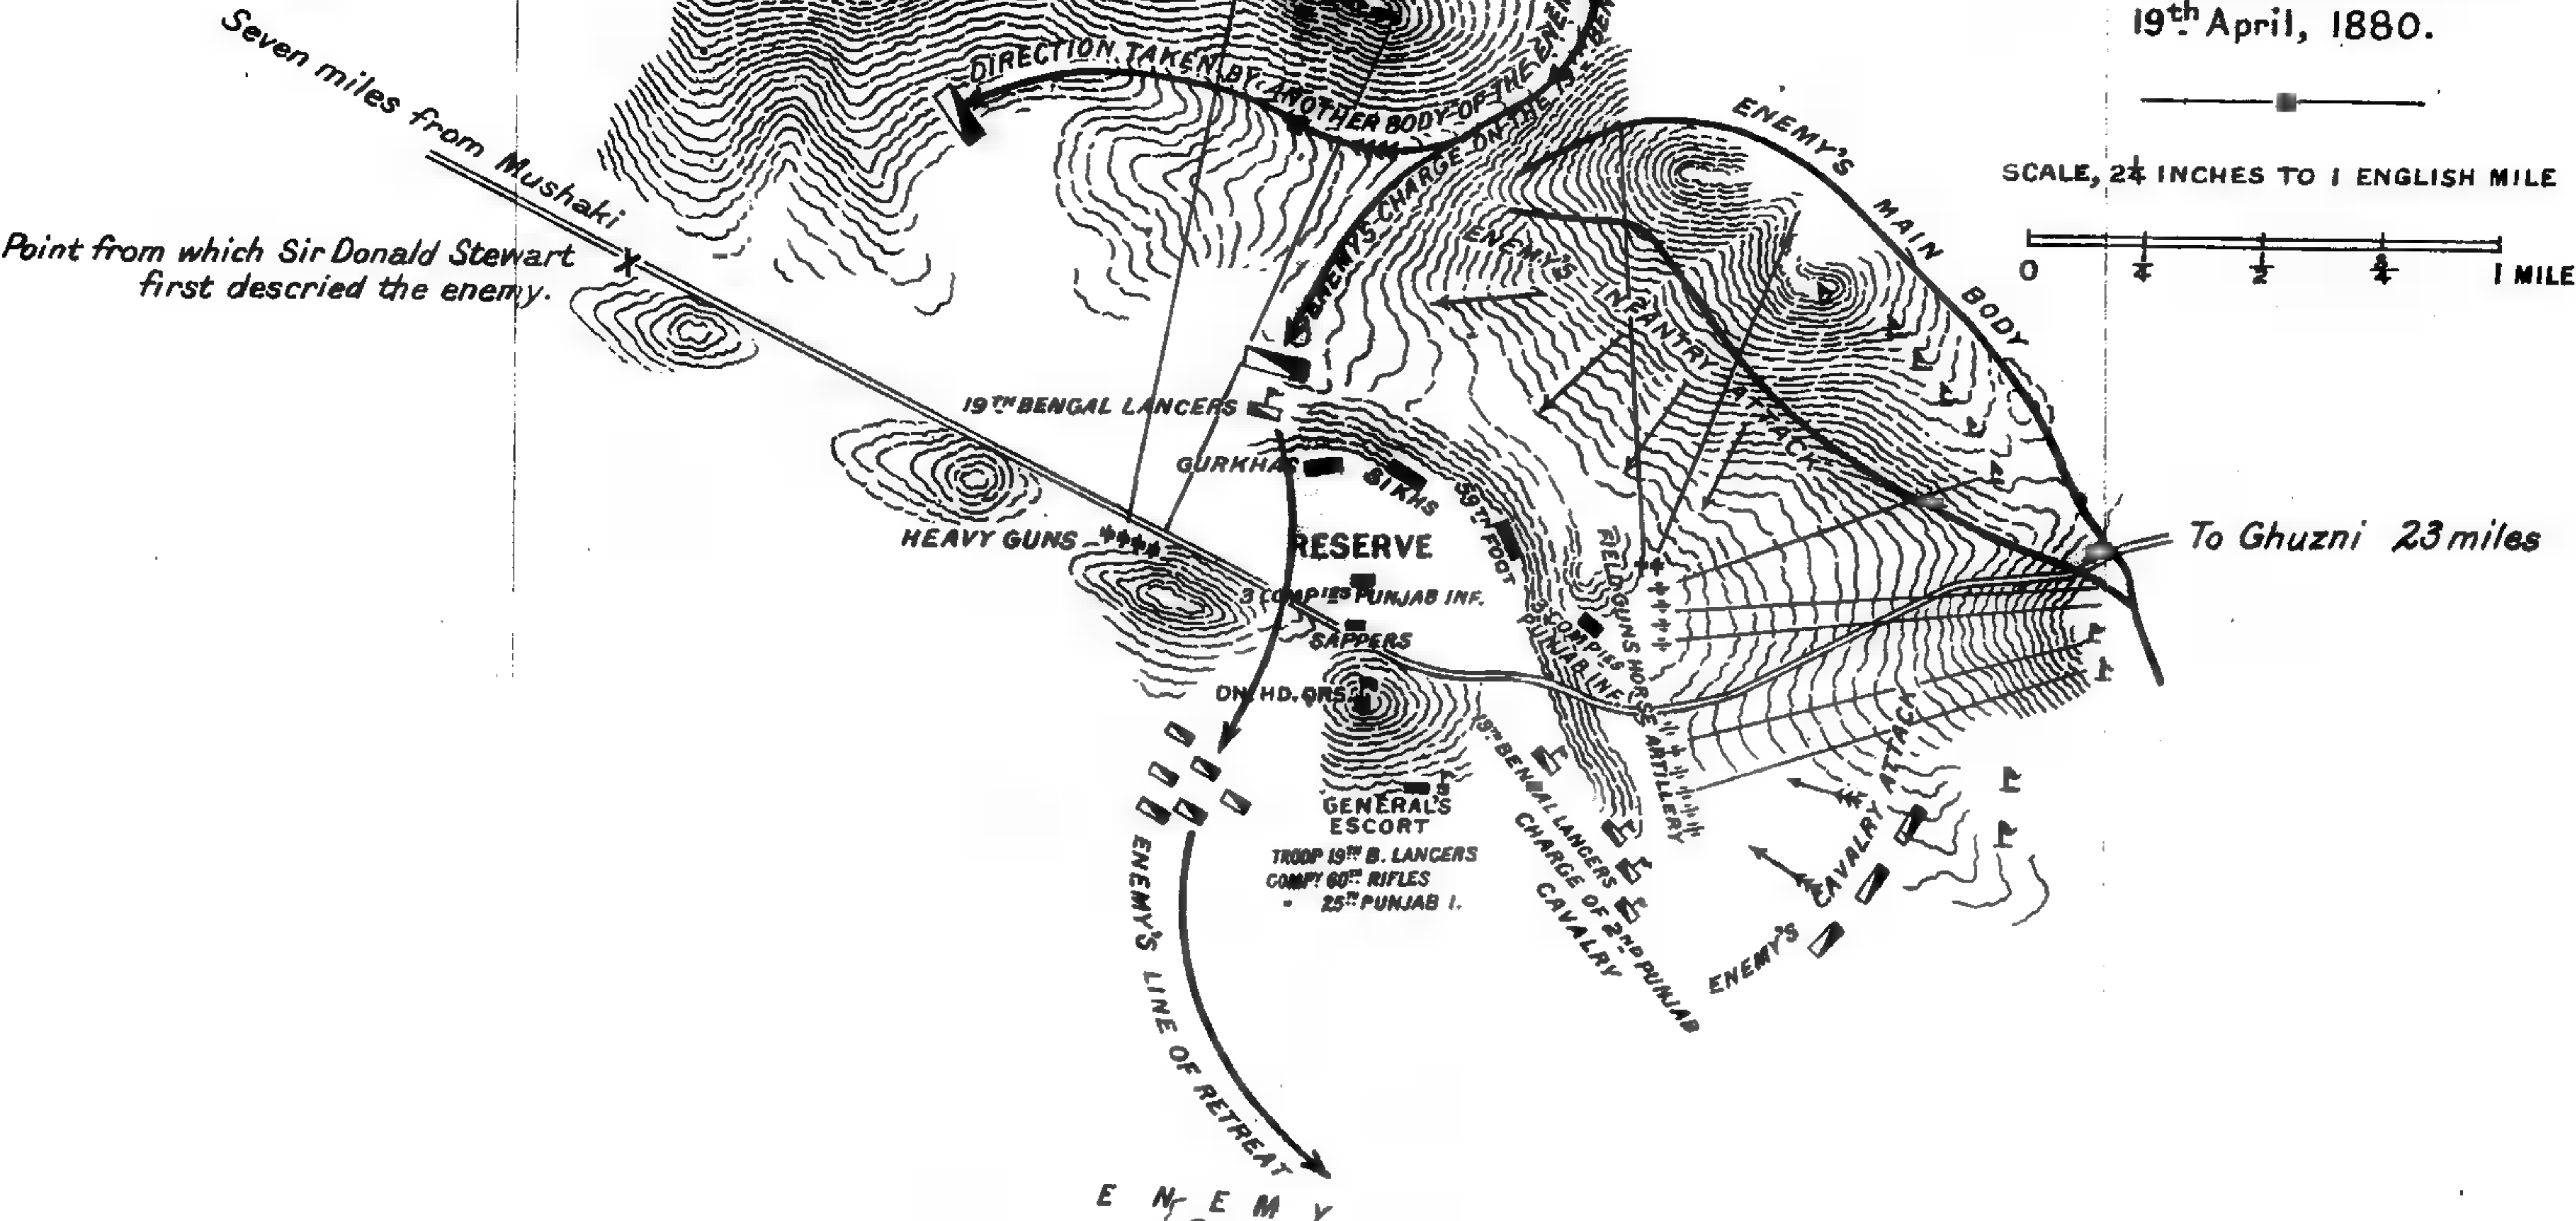 19th April, 1880.
SCALE, 2¼ INCHES TO 1 ENGLISH MILE
0 ¼ ½ ¾ 1 MILE
Seven miles from Mushaki
Point from which Sir Donald Stewart
first descried the enemy.
DIRECTION TAKEN BY ANOTHER BODY OF THE
ENEMY'S CHARGE ON THE 19TH
ENEMY'S MAIN BODY
ENEMY'S INFANTRY ATTACK
19TH BENGAL LANCERS
GURKHAS
SIKHS
59TH FOOT
HEAVY GUNS
RESERVE
3 COMPIES PUNJAB INF.
SAPPERS
DN. HD. QRS.
3 COMPIES
PUNJAB INF.
FIELD GUNS
HORSE ARTILLERY
To Ghuzni 23 miles
GENERAL'S
ESCORT
TROOP 19TH B. LANCERS
COMPY 60TH RIFLES
" 25TH PUNJAB I.
19TH BENGAL LANCERS
CHARGE OF 2ND PUNJAB
CAVALRY
ENEMY'S CAVALRY ATTACK
ENEMY'S LINE OF RETREAT
ENEMY